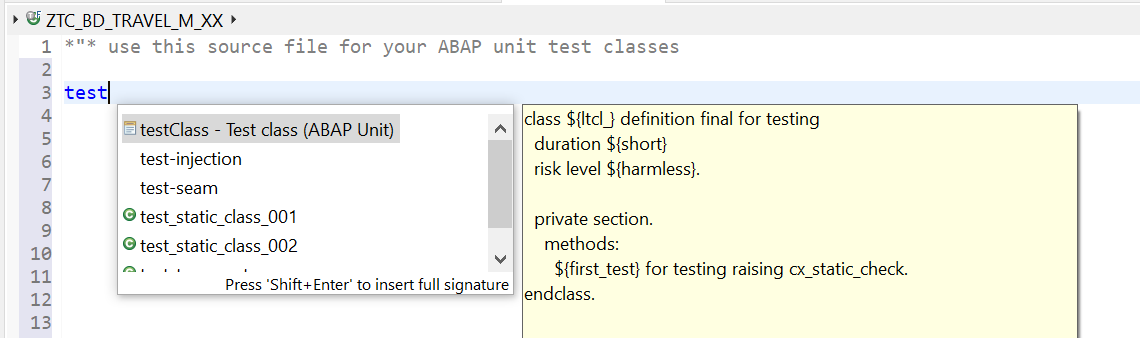 ZTC_BD_TRAVEL_M_XX
1 *"* use this source file for your ABAP unit test classes
2
3 test
4
5
6
7
8
9
10
11
12
13
testClass - Test class (ABAP Unit)
test-injection
test-seam
test_static_class_001
test_static_class_002
Press 'Shift+Enter' to insert full signature
class ${ltcl_} definition final for testing
duration ${short}
risk level ${harmless}.
private section.
methods:
${first_test} for testing raising cx_static_check.
endclass.